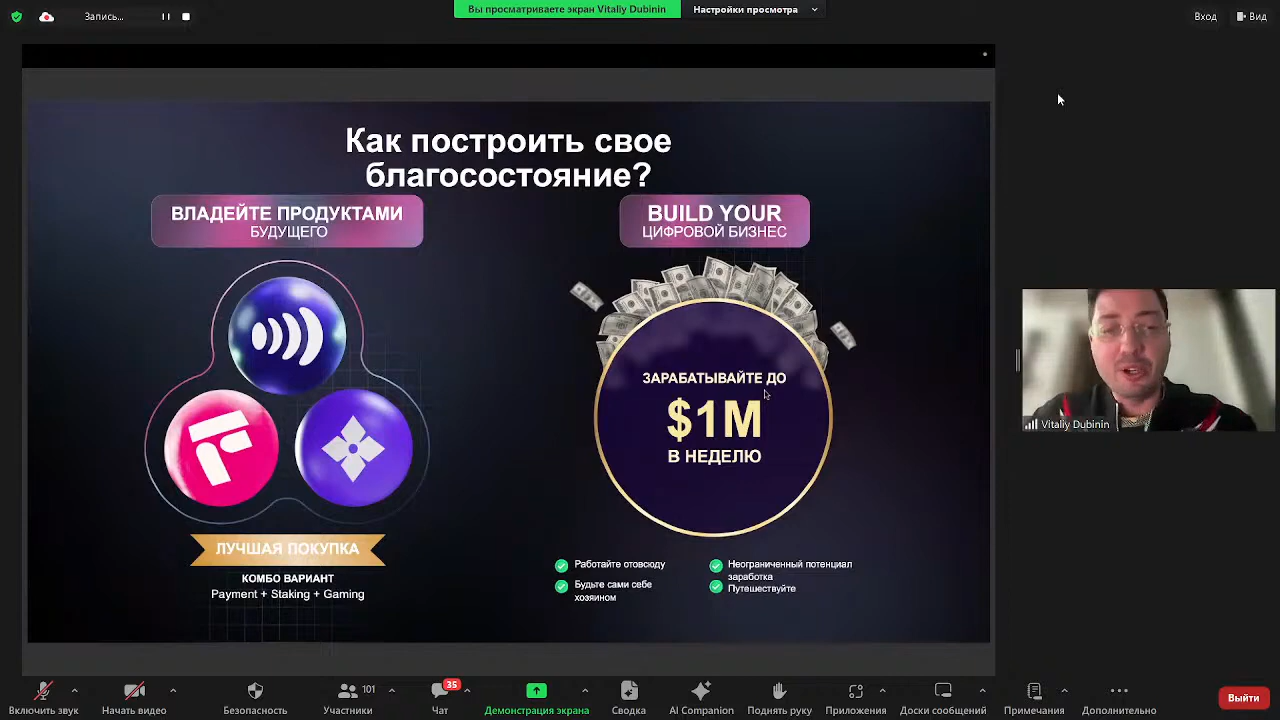 Запись...
Вы просматриваете экран Vitaliy Dubinin
Настройки просмотра
Вход
Вид
Как построить свое
благосостояние?
ВЛАДЕЙТЕ ПРОДУКТАМИ
БУДУЩЕГО
ЛУЧШАЯ ПОКУПКА
КОМБО ВАРИАНТ
Payment + Staking + Gaming
BUILD YOUR
ЦИФРОВОЙ БИЗНЕС
ЗАРАБАТЫВАЙТЕ ДО
$1M
В НЕДЕЛЮ
Работайте отовсюду
Будьте сами себе
хозяином
Неограниченный потенциал
заработка
Путешествуйте
Vitaliy Dubinin
Включить звук
Начать видео
Безопасность
101
Участники
35
Чат
Демонстрация экрана
Сводка
AI Companion
Поднять руку
Приложения
Доски сообщений
Примечания
Дополнительно
Выйти